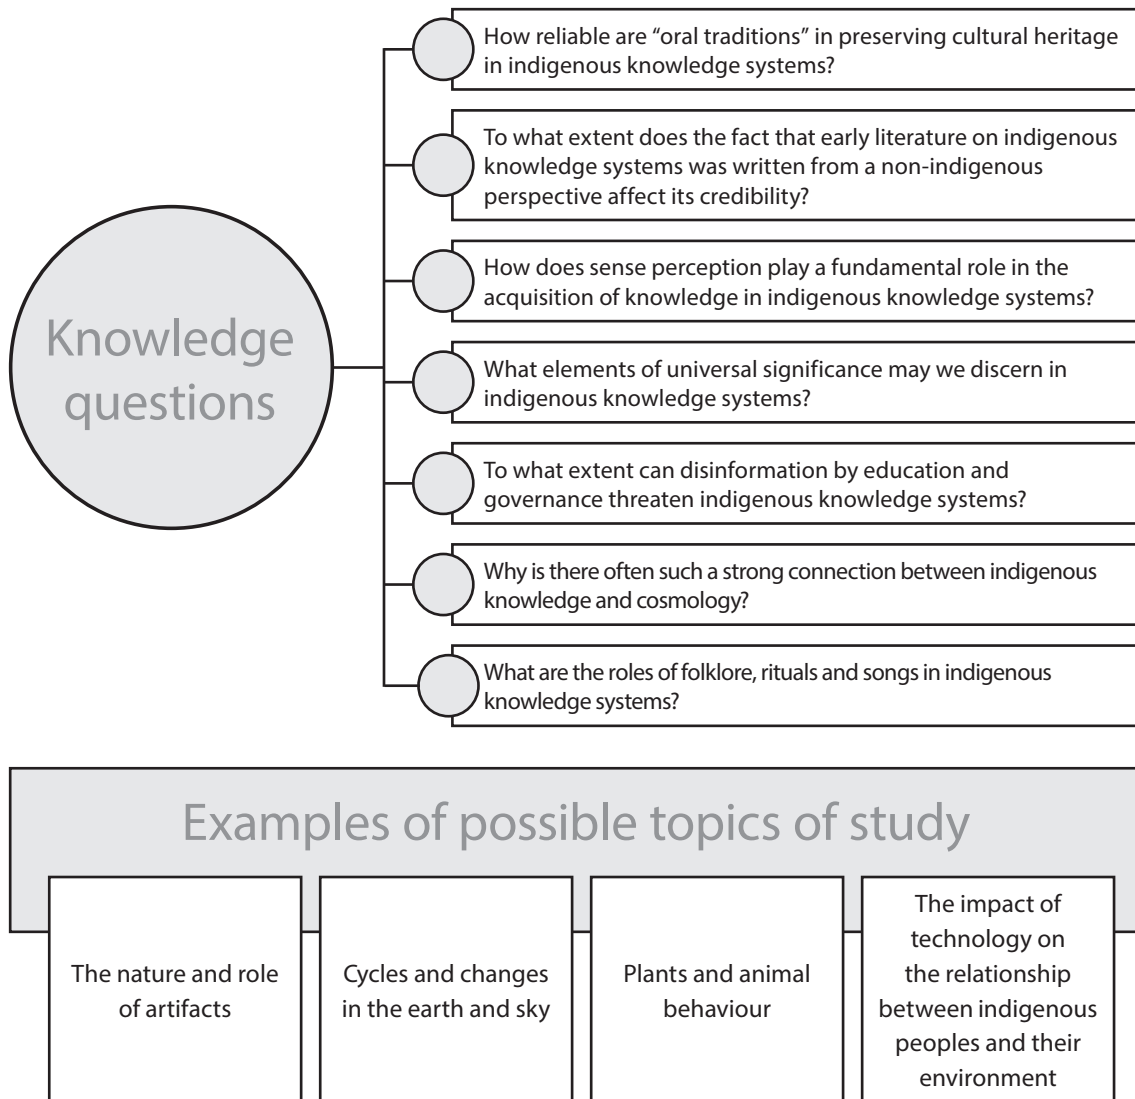 How reliable are “oral traditions” in preserving cultural heritage
in indigenous knowledge systems?
To what extent does the fact that early literature on indigenous
knowledge systems was written from a non-indigenous
perspective affect its credibility?
How does sense perception play a fundamental role in the
acquisition of knowledge in indigenous knowledge systems?
Knowledge
questions
What elements of universal significance may we discern in
indigenous knowledge systems?
To what extent can disinformation by education and
governance threaten indigenous knowledge systems?
Why is there often such a strong connection between indigenous
knowledge and cosmology?
What are the roles of folklore, rituals and songs in indigenous
knowledge systems?
Examples of possible topics of study
The nature and role
of artifacts
Cycles and changes
in the earth and sky
Plants and animal
behaviour
The impact of
technology on
the relationship
between indigenous
peoples and their
environment